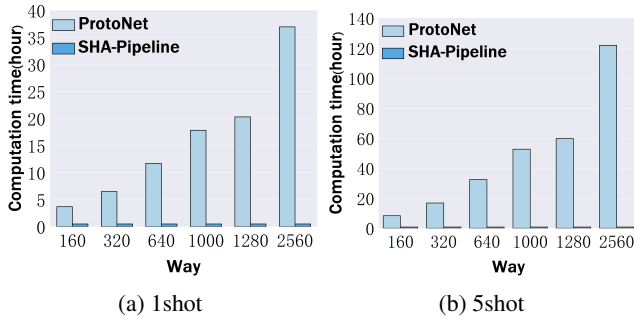 40
35
30
25
20
15
10
5
0
Computation time(hour)
ProtoNet
SHA-Pipeline
160 320 640 1000 1280 2560
Way
(a) 1shot
140
120
100
80
60
40
20
0
Computation time(hour)
ProtoNet
SHA-Pipeline
160 320 640 1000 1280 2560
Way
(b) 5shot